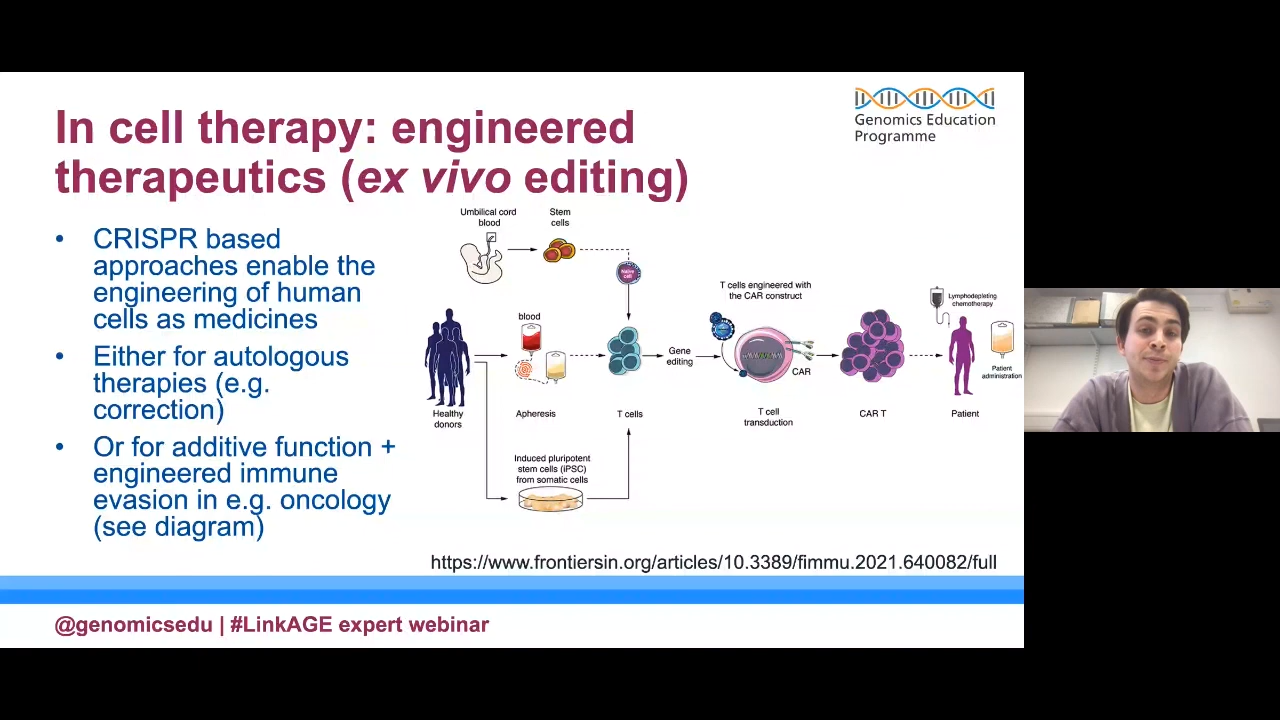 In cell therapy: engineered
therapeutics (ex vivo editing)
Genomics Education
Programme
• CRISPR based
approaches enable the
engineering of human
cells as medicines
• Either for autologous
therapies (e.g.
correction)
• Or for additive function +
engineered immune
evasion in e.g. oncology
(see diagram)
Umbilical cord
blood
Stem
cells
Naive
cell
blood
Healthy
donors
Apheresis
T cells
Gene
editing
T cells engineered with
the CAR construct
CAR
T cell
transduction
CAR T
Lymphodepleting
chemotherapy
Patient
Patient
administration
Induced pluripotent
stem cells (iPSC)
from somatic cells
https://www.frontiersin.org/articles/10.3389/fimmu.2021.640082/full
@genomicsedu | #LinkAGE expert webinar